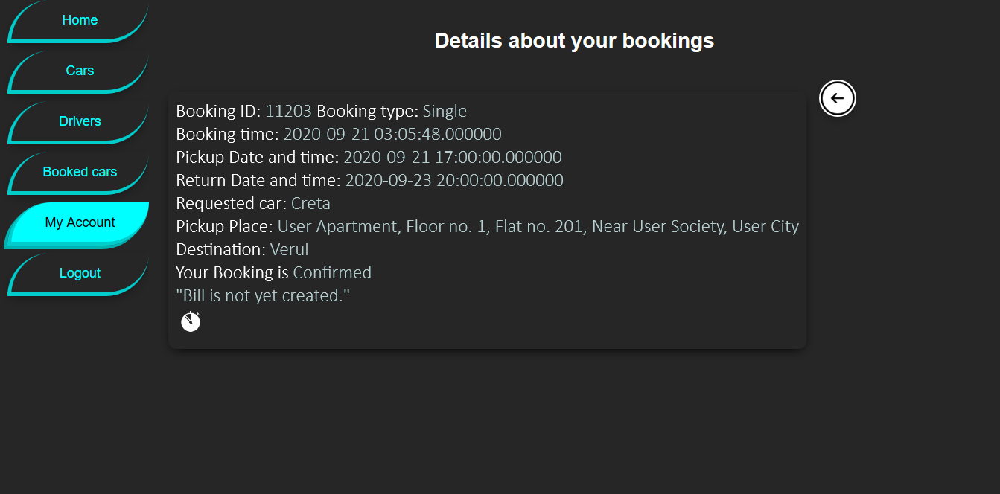 Home
Cars
Drivers
Booked cars
My Account
Logout
Details about your bookings
Booking ID: 11203 Booking type: Single
Booking time: 2020-09-21 03:05:48.000000
Pickup Date and time: 2020-09-21 17:00:00.000000
Return Date and time: 2020-09-23 20:00:00.000000
Requested car: Creta
Pickup Place: User Apartment, Floor no. 1, Flat no. 201, Near User Society, User City
Destination: Verul
Your Booking is Confirmed
"Bill is not yet created."